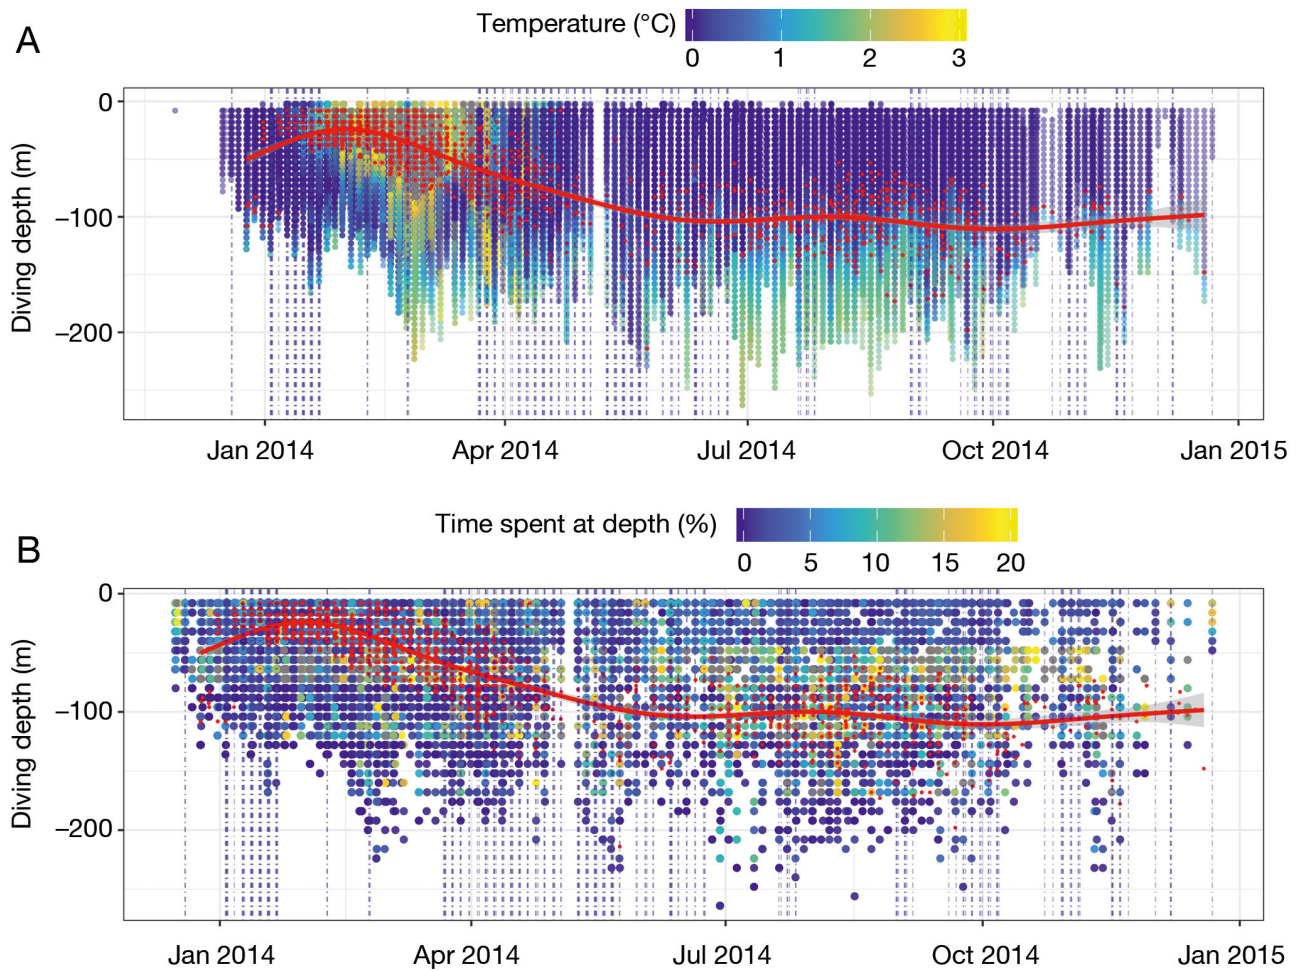 A
Temperature (°C)
0 1 2 3
Diving depth (m)
0
−100
−200
Jan 2014 Apr 2014 Jul 2014 Oct 2014 Jan 2015
B
Time spent at depth (%)
0 5 10 15 20
Diving depth (m)
0
−100
−200
Jan 2014 Apr 2014 Jul 2014 Oct 2014 Jan 2015